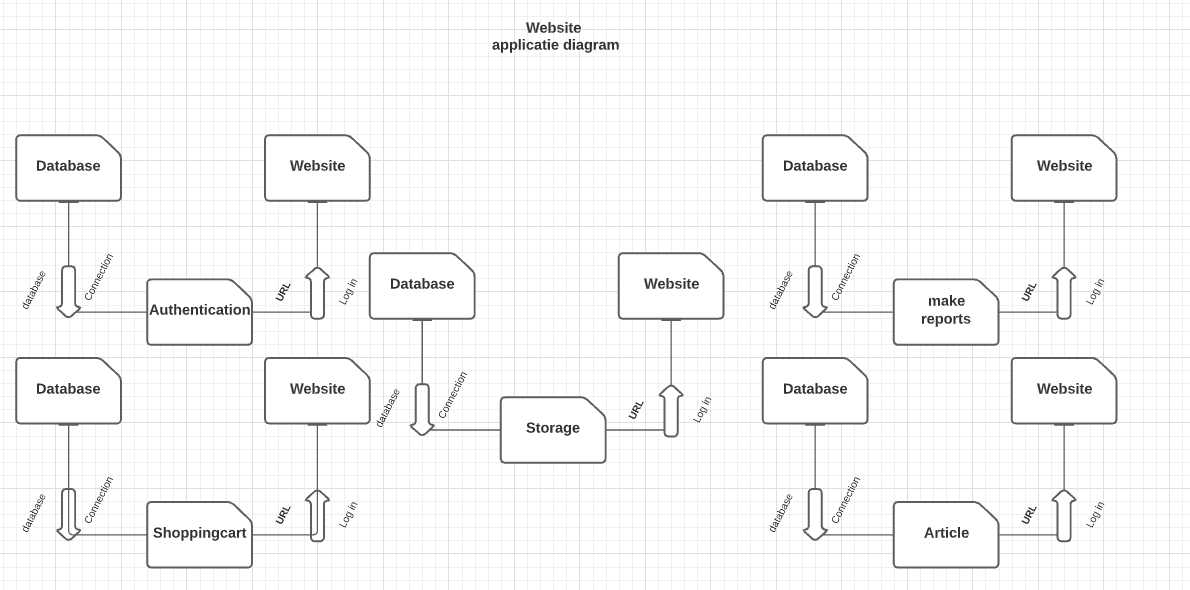 Website
applicatie diagram
Database
Website
database
Connection
Authentication
URL
Log in
Database
Website
database
Connection
Shoppingcart
URL
Log in
Database
Website
database
Connection
Storage
URL
Log in
Database
Website
database
Connection
make
reports
URL
Log in
Database
Website
database
Connection
Article
URL
Log in